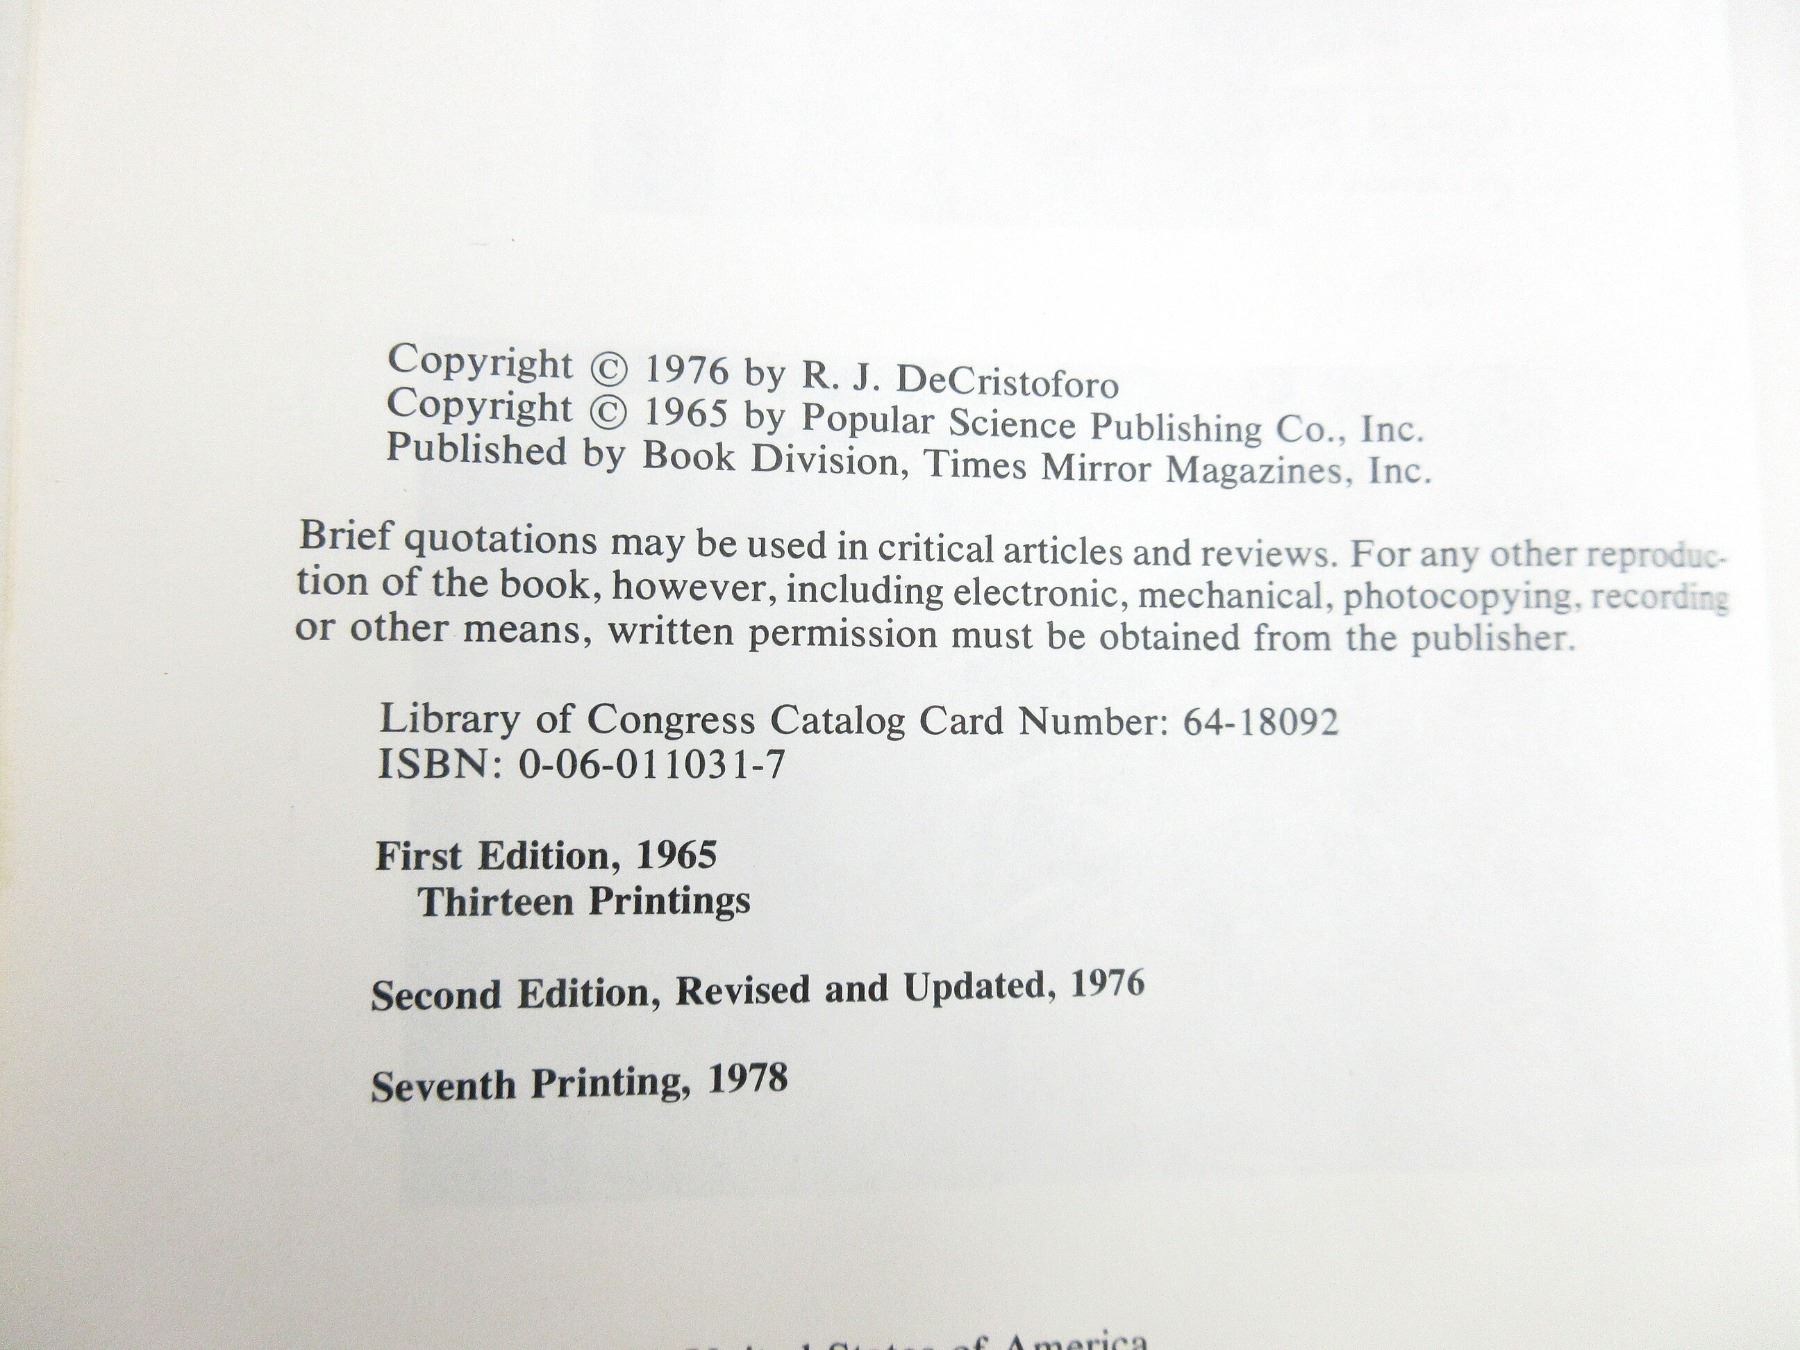 Copyright © 1976 by R. J. DeCristoforo
Copyright © 1965 by Popular Science Publishing Co., Inc.
Published by Book Division, Times Mirror Magazines, Inc.
Brief quotations may be used in critical articles and reviews. For any other reproduc-
tion of the book, however, including electronic, mechanical, photocopying, recording
or other means, written permission must be obtained from the publisher.
Library of Congress Catalog Card Number: 64-18092
ISBN: 0-06-011031-7
First Edition, 1965
Thirteen Printings
Second Edition, Revised and Updated, 1976
Seventh Printing, 1978
United States of America